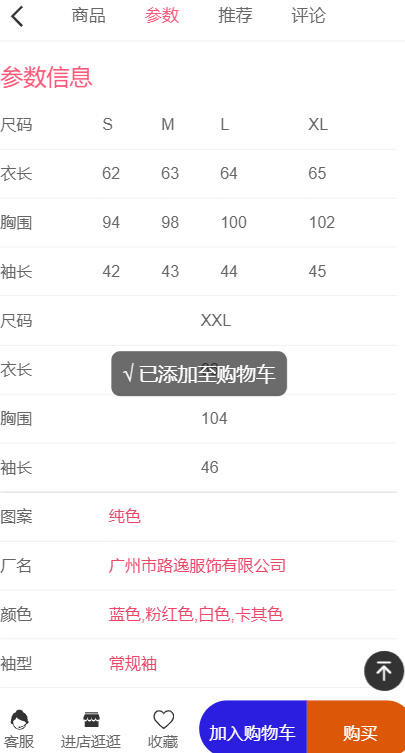 商品 参数 推荐 评论
参数信息
尺码 S M L XL
衣长 62 63 64 65
胸围 94 98 100 102
袖长 42 43 44 45
尺码 XXL
衣长
√已添加至购物车
胸围 104
袖长 46
图案 纯色
厂名 广州市路逸服饰有限公司
颜色 蓝色,粉红色,白色,卡其色
袖型 常规袖
客服 进店逛逛 收藏 加入购物车 购买